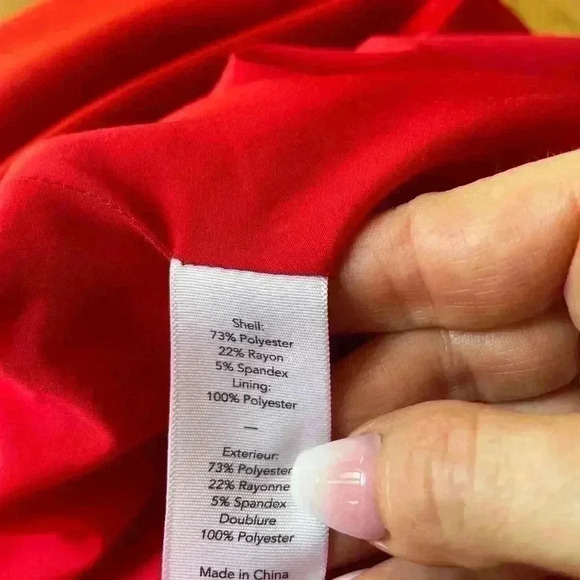 Shell:
73% Polyester
22% Rayon
5% Spandex
Lining:
100% Polyester
—
Exterieur:
73% Polyester
22% Rayonne
5% Spandex
Doublure
100% Polyester
Made in China